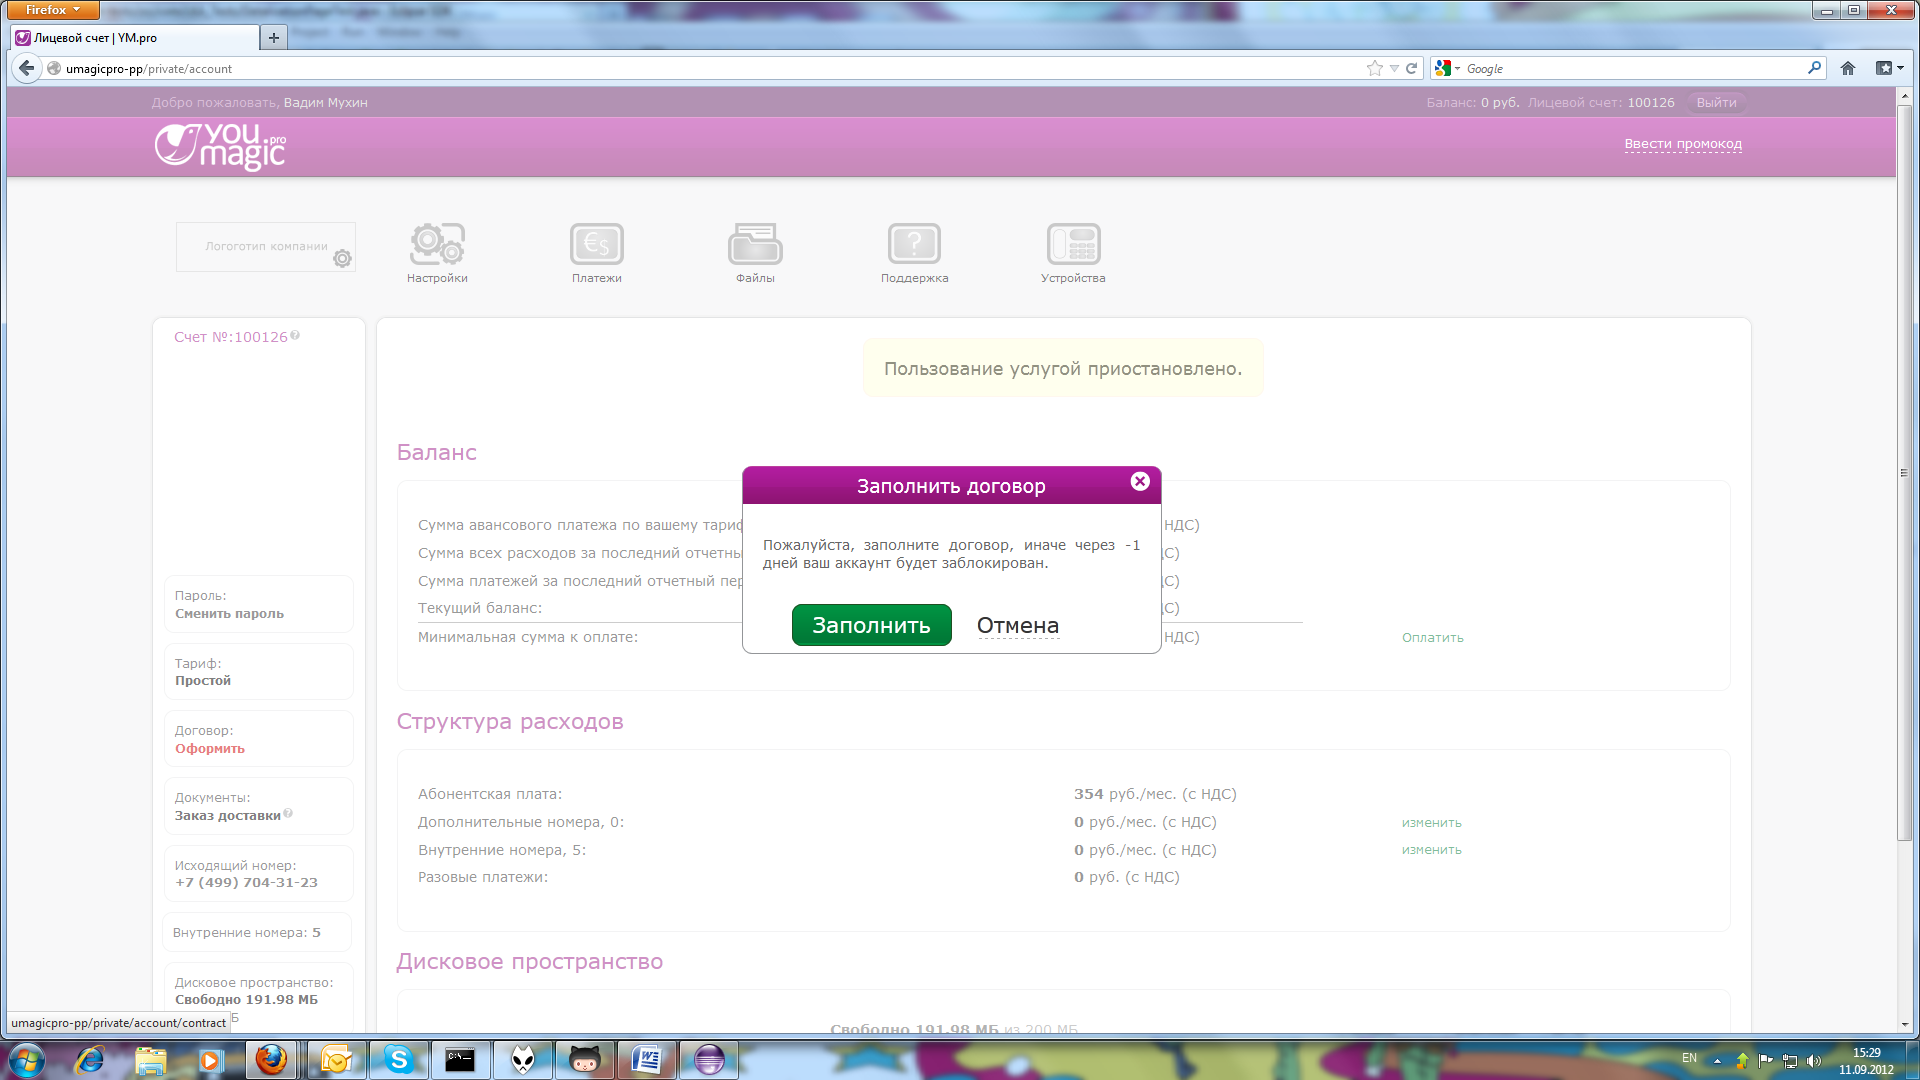 Firefox
Лицевой счет | YM.pro
umagicpro-pp/private/account
Google
Добро пожаловать, Вадим Мухин
Баланс: 0 руб. Лицевой счет: 100126 Выйти
you magic pro
Ввести промокод
Логоготип компании
Настройки
Платежи
Файлы
Поддержка
Устройства
Счет №:100126
Пароль:
Сменить пароль
Тариф:
Простой
Договор:
Оформить
Документы:
Заказ доставки
Исходящий номер:
+7 (499) 704-31-23
Внутренние номера: 5
Дисковое пространство:
Свободно 191.98 МБ
Б
Пользование услугой приостановлено.
Баланс
Сумма авансового платежа по вашему тариф НДС)
Сумма всех расходов за последний отчетны ДС)
Сумма платежей за последний отчетный пер ДС)
Текущий баланс: ДС)
Минимальная сумма к оплате: НДС) Оплатить
Заполнить договор
Пожалуйста, заполните договор, иначе через -1
дней ваш аккаунт будет заблокирован.
Заполнить Отмена
Структура расходов
Абонентская плата: 354 руб./мес. (с НДС)
Дополнительные номера, 0: 0 руб./мес. (с НДС) изменить
Внутренние номера, 5: 0 руб./мес. (с НДС) изменить
Разовые платежи: 0 руб. (с НДС)
Дисковое пространство
Свободно 191.98 МБ из 200 МБ
umagicpro-pp/private/account/contract
EN
15:29
11.09.2012